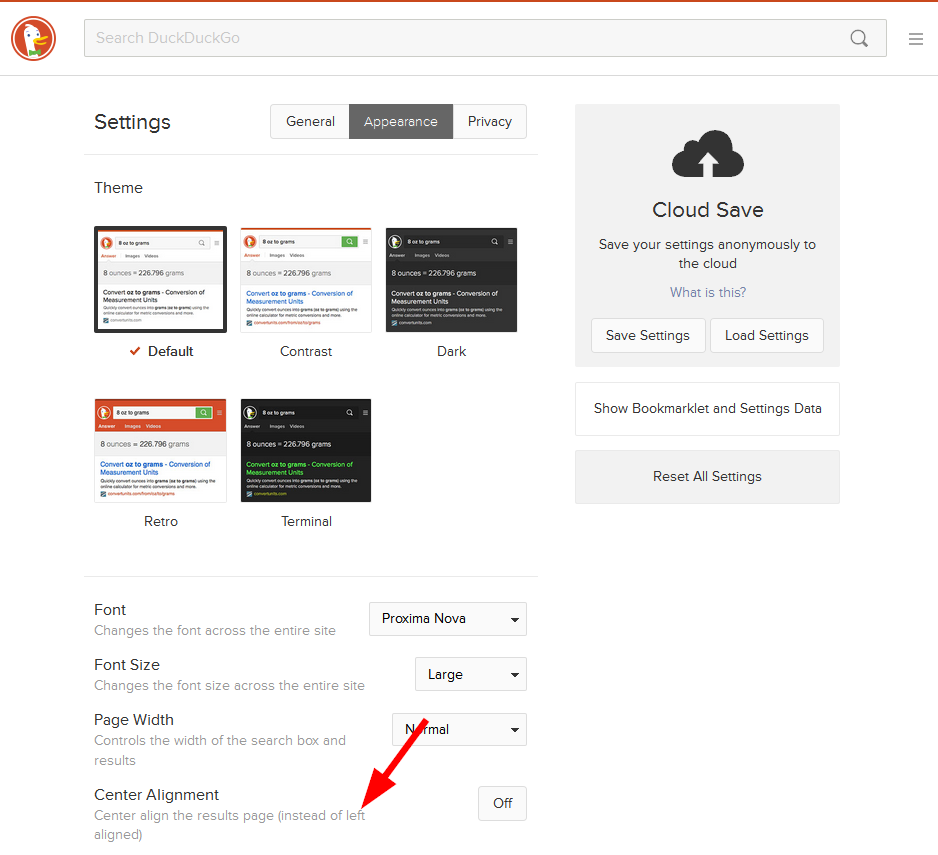 Search DuckDuckGo
Settings
General
Appearance
Privacy
Theme
8 oz to grams
Answer Images Videos
8 ounces = 226.796 grams
Convert oz to grams - Conversion of
Measurement Units
Quickly convert ounces into grams (oz to grams) using the
online calculator for metric conversions and more.
convertunits.com
Default
8 oz to grams
Answer Images Videos
8 ounces = 226.796 grams
Convert oz to grams - Conversion of
Measurement Units
Quickly convert ounces into grams (oz to grams) using the
online calculator for metric conversions and more.
convertunits.com/from/oz/to/grams
Contrast
8 oz to grams
Answer Images Videos
8 ounces = 226.796 grams
Convert oz to grams - Conversion of
Measurement Units
Quickly convert ounces into grams (oz to grams) using the
online calculator for metric conversions and more.
convertunits.com
Dark
8 oz to grams
Answer Images Videos
8 ounces = 226.796 grams
Convert oz to grams - Conversion of
Measurement Units
Quickly convert ounces into grams (oz to grams) using the
online calculator for metric conversions and more.
convertunits.com/from/oz/to/grams
Retro
8 oz to grams
Answer Images Videos
8 ounces = 226.796 grams
Convert oz to grams - Conversion of
Measurement Units
Quickly convert ounces into grams (oz to grams) using the
online calculator for metric conversions and more.
convertunits.com
Terminal
Font
Changes the font across the entire site
Proxima Nova
Font Size
Changes the font size across the entire site
Large
Page Width
Controls the width of the search box and
results
Normal
Center Alignment
Center align the results page (instead of left
aligned)
Off
Cloud Save
Save your settings anonymously to
the cloud
What is this?
Save Settings
Load Settings
Show Bookmarklet and Settings Data
Reset All Settings